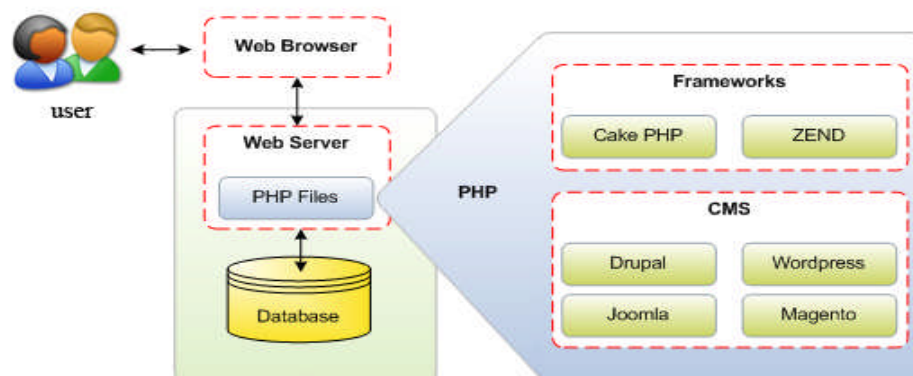 Web Browser
user
Web Server
PHP Files
Database
PHP
Frameworks
Cake PHP
ZEND
CMS
Drupal
Wordpress
Joomla
Magento